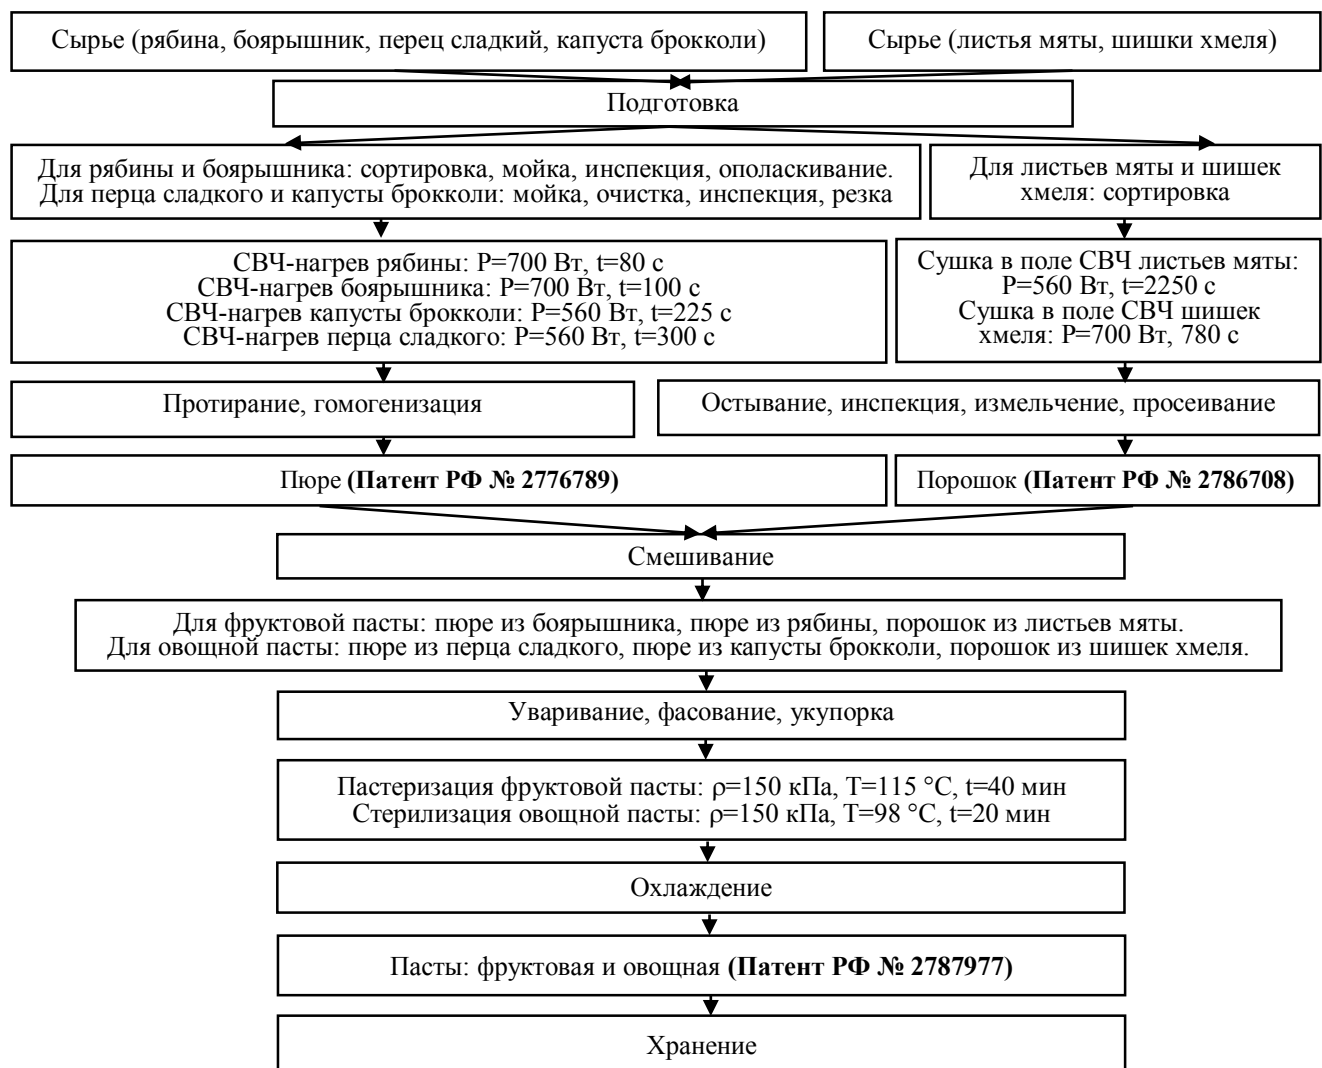 Сырье (рябина, боярышник, перец сладкий, капуста брокколи)
Сырье (листья мяты, шишки хмеля)
Подготовка
Для рябины и боярышника: сортировка, мойка, инспекция, ополаскивание.
Для перца сладкого и капусты брокколи: мойка, очистка, инспекция, резка
Для листьев мяты и шишек
хмеля: сортировка
СВЧ-нагрев рябины: P=700 Вт, t=80 с
СВЧ-нагрев боярышника: P=700 Вт, t=100 с
СВЧ-нагрев капусты брокколи: P=560 Вт, t=225 с
СВЧ-нагрев перца сладкого: P=560 Вт, t=300 с
Сушка в поле СВЧ листьев мяты:
P=560 Вт, t=2250 с
Сушка в поле СВЧ шишек
хмеля: P=700 Вт, 780 с
Протирание, гомогенизация
Остывание, инспекция, измельчение, просеивание
Пюре (Патент РФ № 2776789)
Порошок (Патент РФ № 2786708)
Смешивание
Для фруктовой пасты: пюре из боярышника, пюре из рябины, порошок из листьев мяты.
Для овощной пасты: пюре из перца сладкого, пюре из капусты брокколи, порошок из шишек хмеля.
Уваривание, фасование, укупорка
Пастеризация фруктовой пасты: ρ=150 кПа, T=115 °C, t=40 мин
Стерилизация овощной пасты: ρ=150 кПа, T=98 °C, t=20 мин
Охлаждение
Пасты: фруктовая и овощная (Патент РФ № 2787977)
Хранение